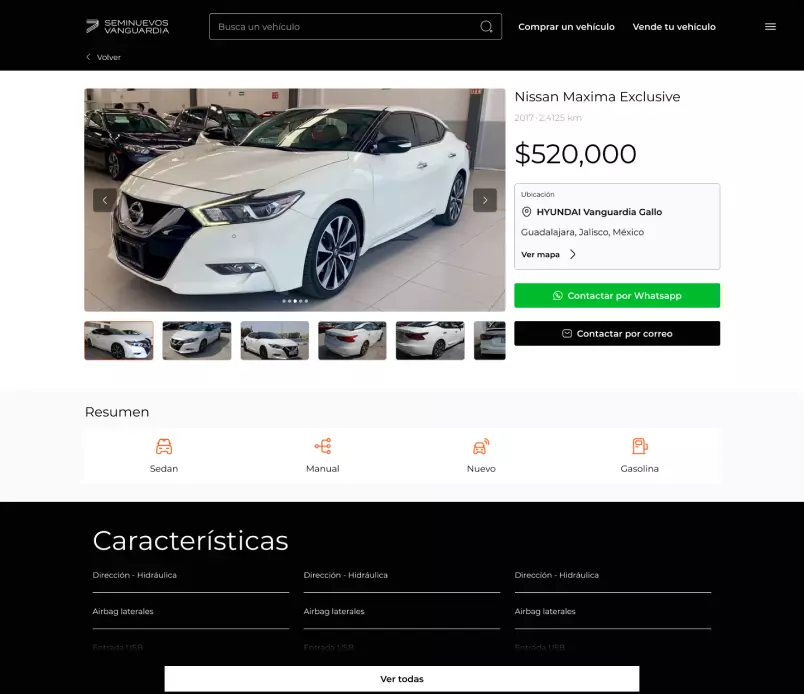 SEMINUEVOS
VANGUARDIA
Busca un vehículo
Comprar un vehículo
Vende tu vehículo
Volver
Nissan Maxima Exclusive
2017 · 2,4125 km
$520,000
Ubicación
HYUNDAI Vanguardia Gallo
Guadalajara, Jalisco, México
Ver mapa
Contactar por Whatsapp
Contactar por correo
Resumen
Sedan
Manual
Nuevo
Gasolina
Características
Dirección - Hidráulica
Dirección - Hidráulica
Dirección - Hidráulica
Airbag laterales
Airbag laterales
Airbag laterales
Entrada USB
Entrada USB
Entrada USB
Ver todas